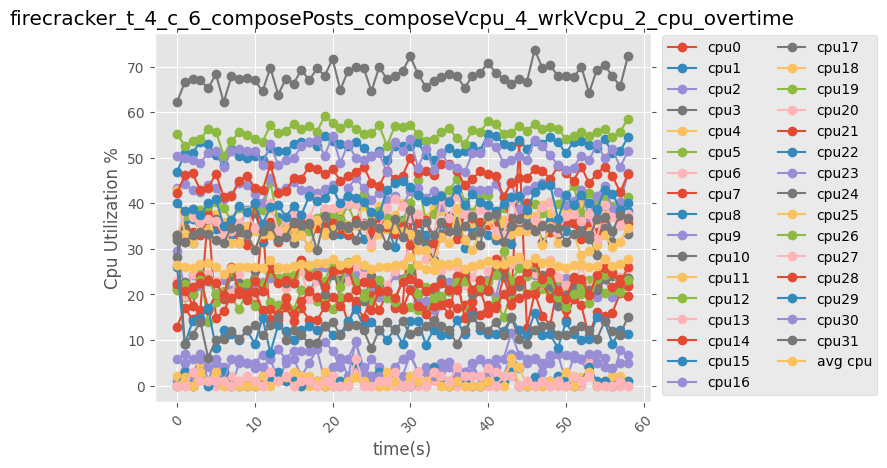 firecracker_t_4_c_6_composePosts_composeVcpu_4_wrkVcpu_2_cpu_overtime
Cpu Utilization %
70
60
50
40
30
20
10
0
0
10
20
30
40
50
60
time(s)
cpu0
cpu1
cpu2
cpu3
cpu4
cpu5
cpu6
cpu7
cpu8
cpu9
cpu10
cpu11
cpu12
cpu13
cpu14
cpu15
cpu16
cpu17
cpu18
cpu19
cpu20
cpu21
cpu22
cpu23
cpu24
cpu25
cpu26
cpu27
cpu28
cpu29
cpu30
cpu31
avg cpu